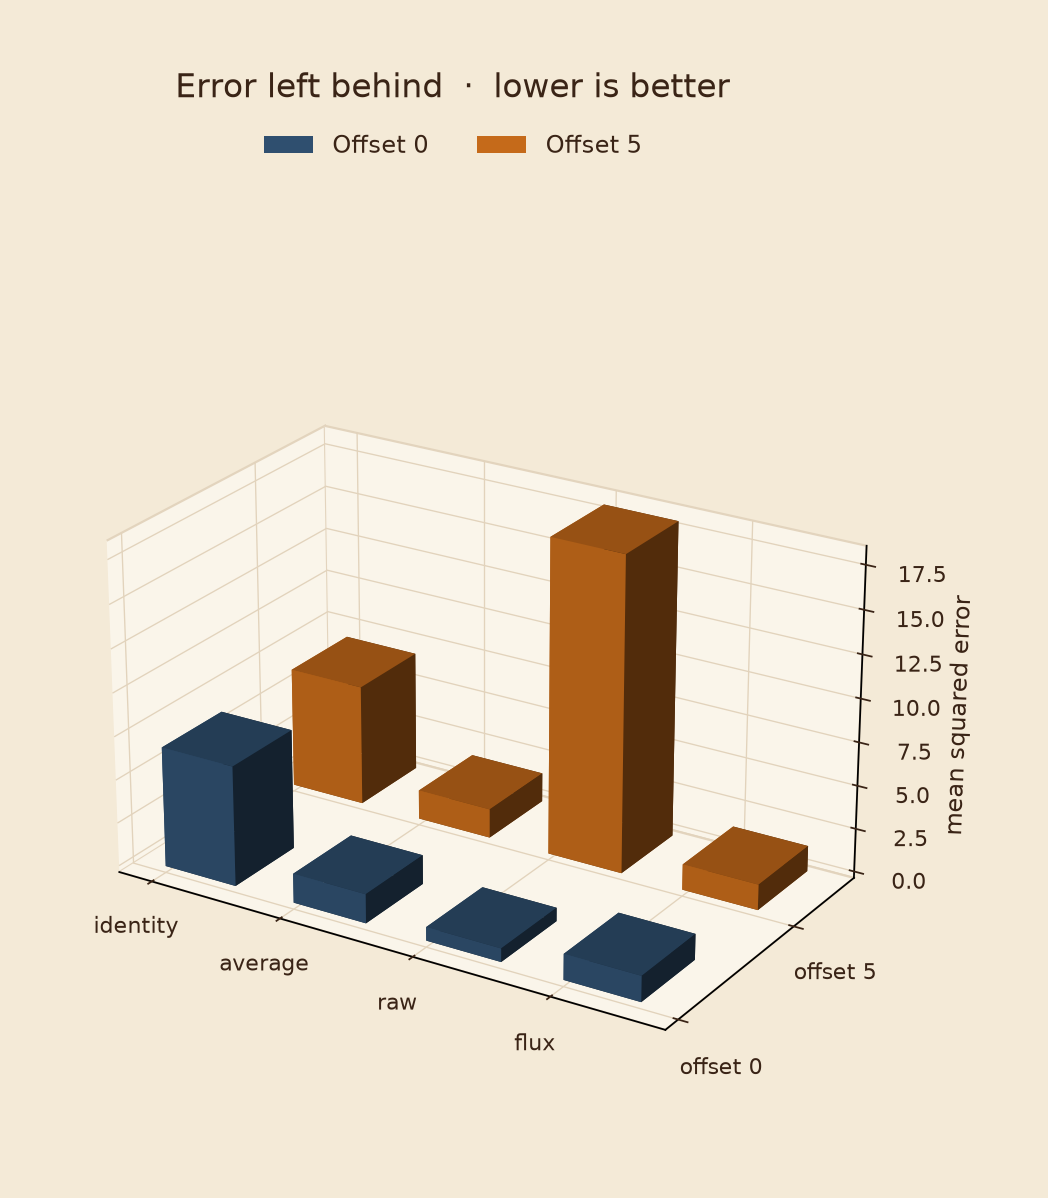 Error left behind · lower is better
Offset 0
Offset 5
17.5
15.0
12.5
10.0
7.5
5.0
2.5
0.0
mean squared error
identity
average
raw
flux
offset 5
offset 0